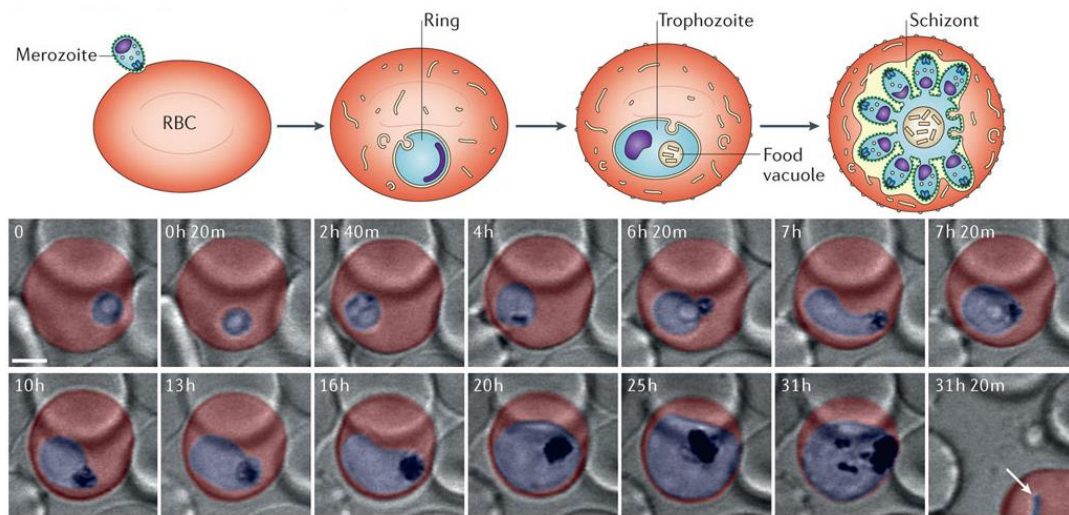 Merozoite
RBC
Ring
Trophozoite
Food
vacuole
Schizont
0
0h 20m
2h 40m
4h
6h 20m
7h
7h 20m
10h
13h
16h
20h
25h
31h
31h 20m